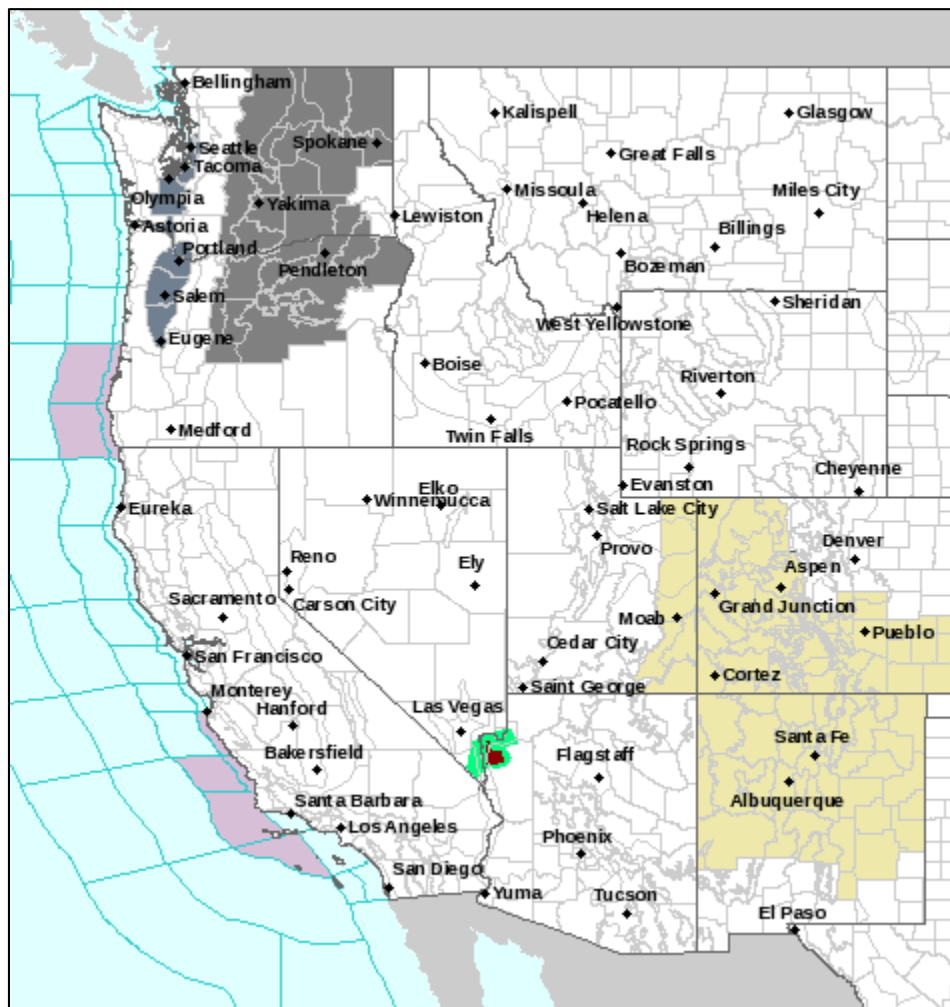 Bellingham
Kalispell
Glasgow
Seattle
Spokane
Great Falls
Tacoma
Missoula
Miles City
Olympia
Yakima
Lewiston
Helena
Astoria
Portland
Billings
Pendleton
Bozeman
Salem
Sheridan
West Yellowstone
Eugene
Boise
Riverton
Pocatello
Medford
Twin Falls
Rock Springs
Cheyenne
Evanston
Elko
Winnemucca
Eureka
Salt Lake City
Denver
Provo
Reno
Ely
Aspen
Sacramento
Carson City
Grand Junction
Moab
Pueblo
Cedar City
San Francisco
Cortez
Saint George
Monterey
Hanford
Las Vegas
Santa Fe
Bakersfield
Flagstaff
Albuquerque
Santa Barbara
Los Angeles
Phoenix
San Diego
Yuma
Tucson
El Paso